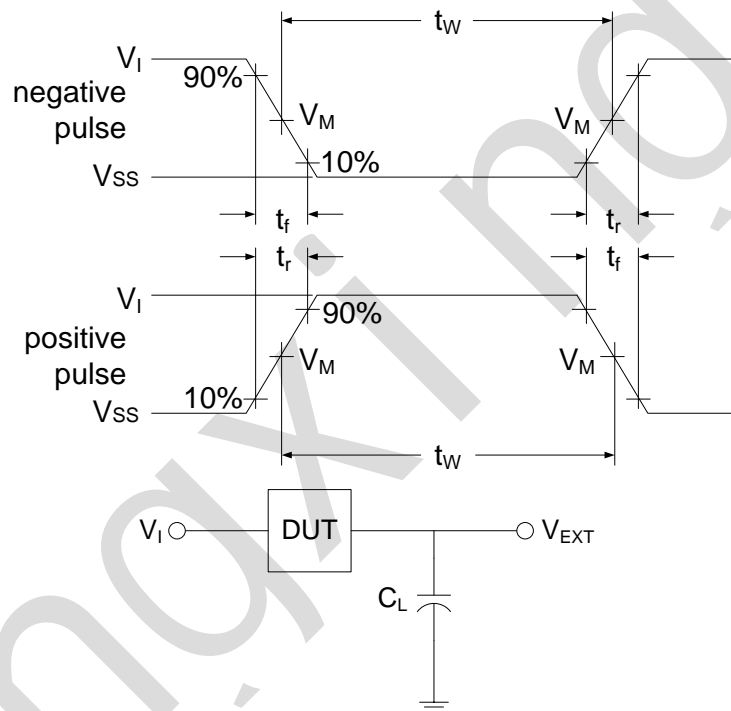 tW
VI
90%
negative
pulse
VM
VM
10%
VSS
tf
tr
tr
tf
VI
90%
positive
pulse
VM
VM
10%
VSS
tW
VI
DUT
VEXT
CL